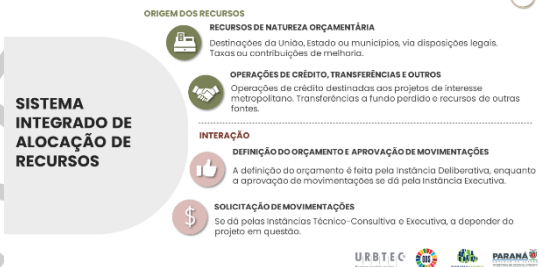 ORIGEM DOS RECURSOS
RECURSOS DE NATUREZA ORÇAMENTÁRIA
Destinações da União, Estado ou municípios, via disposições legais.
Taxas ou contribuições de melhoria.
OPERAÇÕES DE CRÉDITO, TRANSFERÊNCIAS E OUTROS
Operações de crédito destinadas aos projetos de interesse
metropolitano. Transferências a fundo perdido e recursos de outras
fontes.
SISTEMA
INTEGRADO DE
ALOCAÇÃO DE
RECURSOS
INTERAÇÃO
DEFINIÇÃO DO ORÇAMENTO E APROVAÇÃO DE MOVIMENTAÇÕES
A definição do orçamento é feita pela Instância Deliberativa, enquanto
a aprovação de movimentações se dá pela Instância Executiva.
SOLICITAÇÃO DE MOVIMENTAÇÕES
$
Se dá pelas Instâncias Técnico-Consultiva e Executiva, a depender do
projeto em questão.
URBTEC
PARANÁ